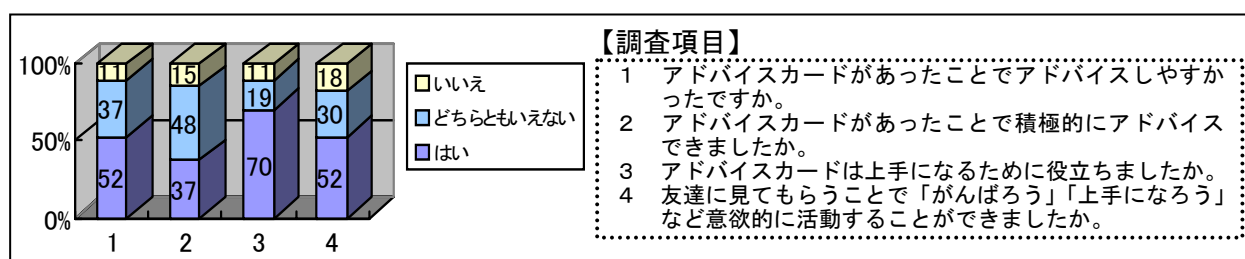 100%
50%
0%
11
37
52
15
48
37
11
19
70
18
30
52
1 2 3 4
いいえ
どちらともいえない
はい
【調査項目】
1 アドバイスカードがあったことでアドバイスしやすか
ったですか。
2 アドバイスカードがあったことで積極的にアドバイス
できましたか。
3 アドバイスカードは上手になるために役立ちましたか。
4 友達に見てもらうことで「がんばろう」「上手になろう」
など意欲的に活動することができましたか。